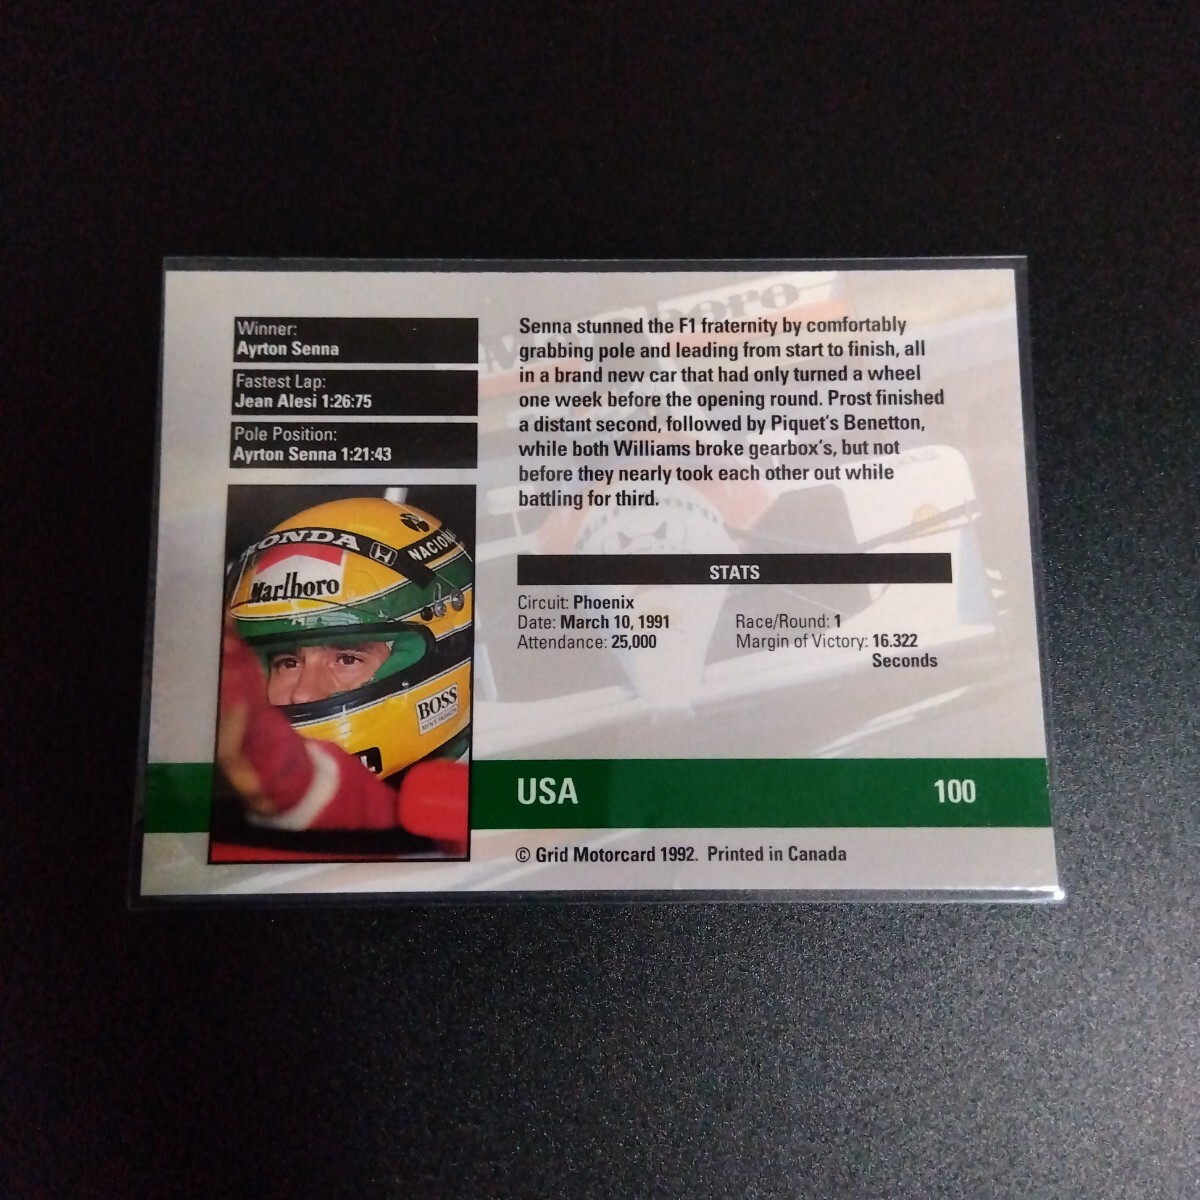 Winner:
Ayrton Senna
Fastest Lap:
Jean Alesi 1:26:75
Pole Position:
Ayrton Senna 1:21:43
HONDA
NACIONAL
Marlboro
BOSS
MEN'S FASHION
Senna stunned the F1 fraternity by comfortably
grabbing pole and leading from start to finish, all
in a brand new car that had only turned a wheel
one week before the opening round. Prost finished
a distant second, followed by Piquet's Benetton,
while both Williams broke gearbox's, but not
before they nearly took each other out while
battling for third.
STATS
Circuit: Phoenix
Date: March 10, 1991
Attendance: 25,000
Race/Round: 1
Margin of Victory: 16.322
Seconds
USA
100
© Grid Motorcard 1992. Printed in Canada